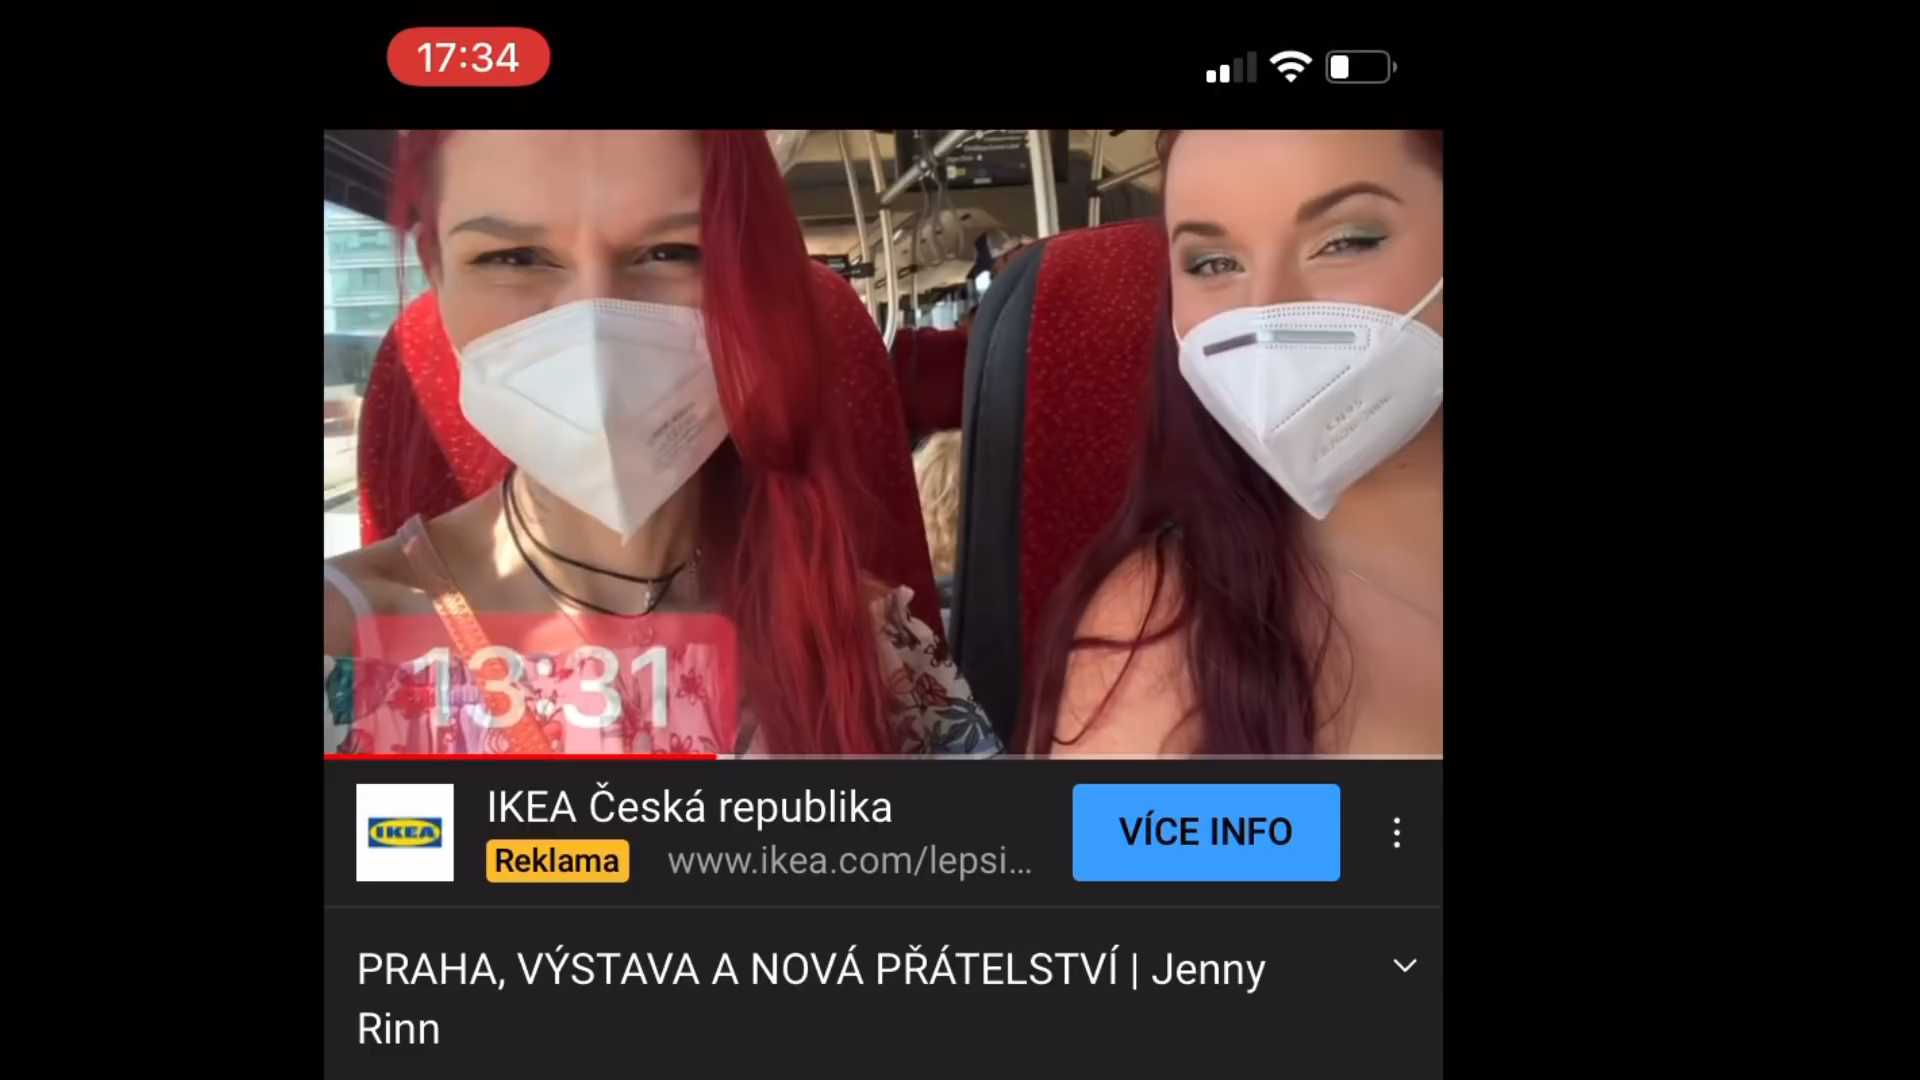 17:34
13:31
IKEA
IKEA Česká republika
VÍCE INFO
Reklama
www.ikea.com/lepsi...
PRAHA, VÝSTAVA A NOVÁ PŘÁTELSTVÍ | Jenny
Rinn